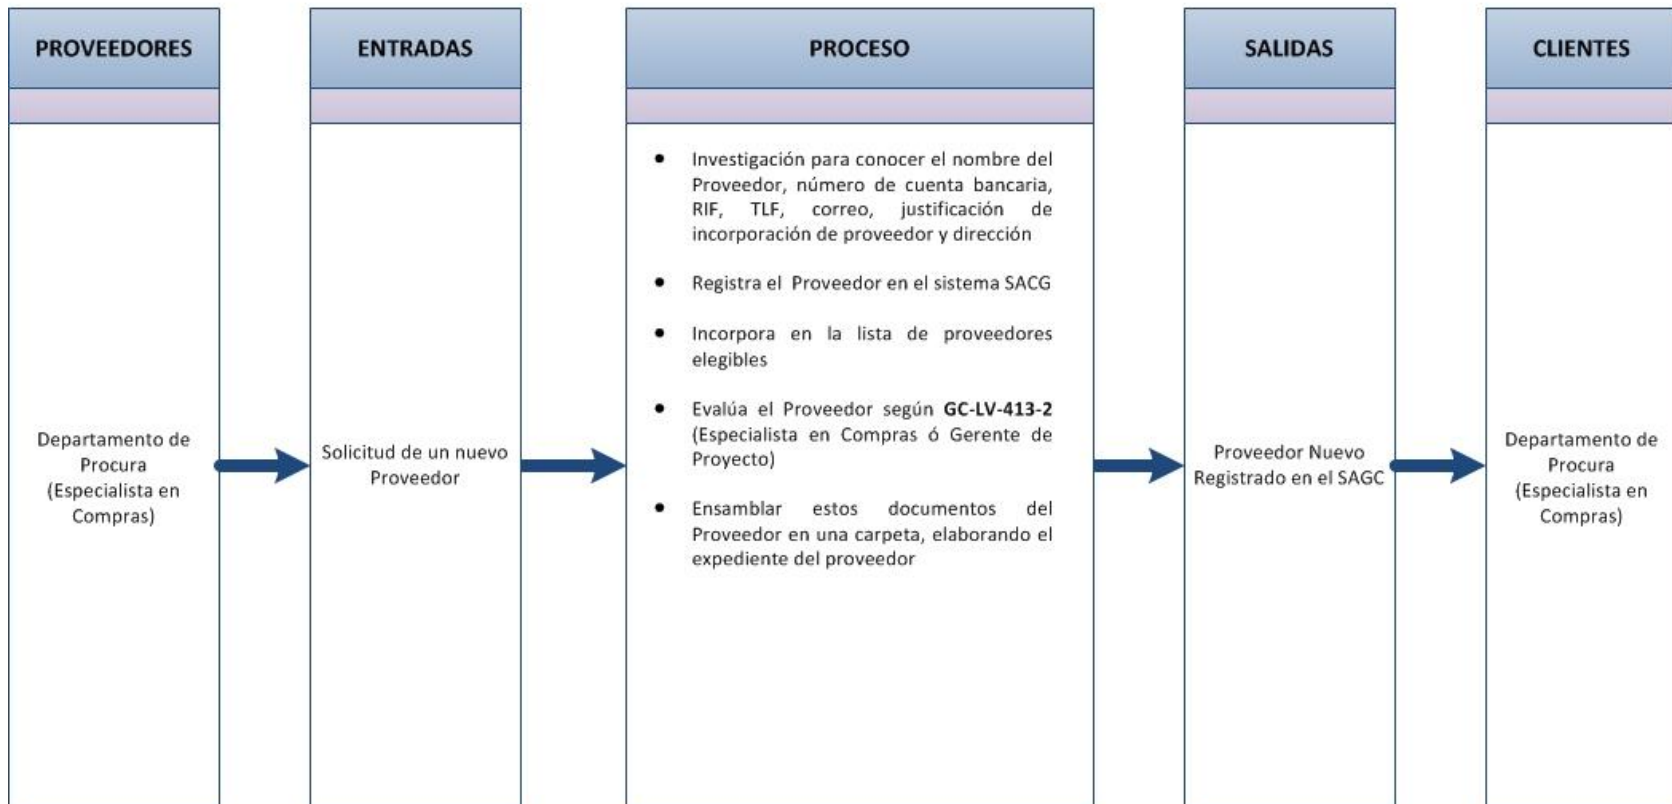 PROVEEDORES
ENTRADAS
PROCESO
SALIDAS
CLIENTES
Departamento de
Procura
(Especialista en
Compras)
Solicitud de un nuevo
Proveedor
● Investigación para conocer el nombre del
Proveedor, número de cuenta bancaria,
RIF, TLF, correo, justificación de
incorporación de proveedor y dirección
● Registra el Proveedor en el sistema SACG
● Incorpora en la lista de proveedores
elegibles
● Evalúa el Proveedor según GC-LV-413-2
(Especialista en Compras ó Gerente de
Proyecto)
● Ensamblar estos documentos del
Proveedor en una carpeta, elaborando el
expediente del proveedor
Proveedor Nuevo
Registrado en el SAGC
Departamento de
Procura
(Especialista en
Compras)